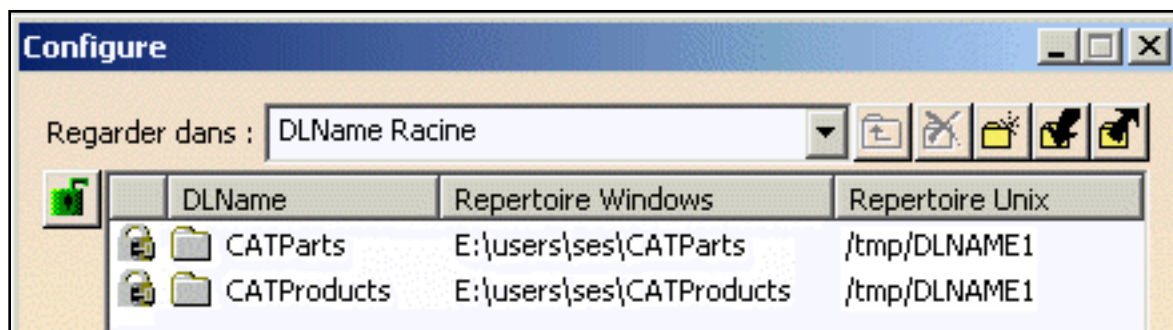 Configure
Regarder dans : DLName Racine
DLName Repertoire Windows Repertoire Unix
CATParts E:\users\ses\CATParts /tmp/DLNAME1
CATProducts E:\users\ses\CATProducts /tmp/DLNAME1